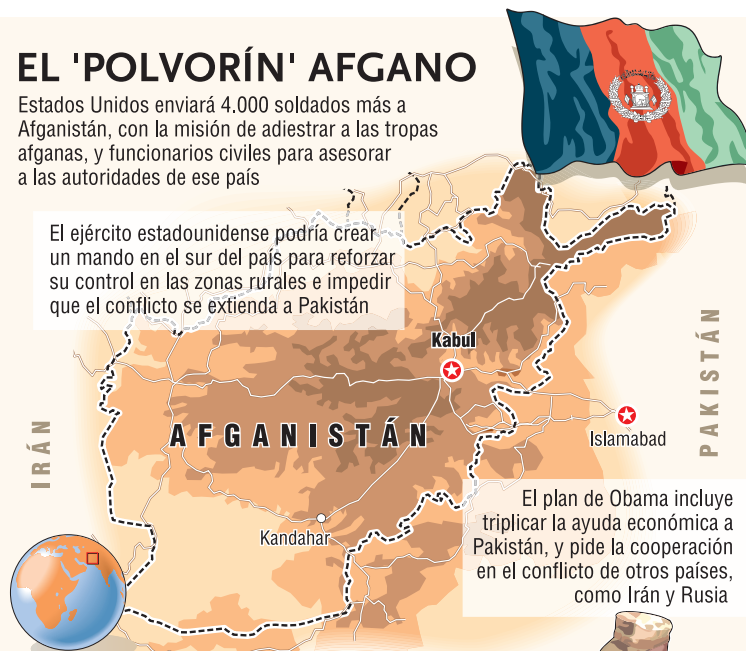 EL 'POLVORÍN' AFGANO
Estados Unidos enviará 4.000 soldados más a
Afganistán, con la misión de adiestrar a las tropas
afganas, y funcionarios civiles para asesorar
a las autoridades de ese país
El ejército estadounidense podría crear
un mando en el sur del país para reforzar
su control en las zonas rurales e impedir
que el conflicto se extienda a Pakistán
Kabul
AFGANISTÁN
IRÁN
PAKISTÁN
Islamabad
Kandahar
El plan de Obama incluye
triplicar la ayuda económica a
Pakistán, y pide la cooperación
en el conflicto de otros países,
como Irán y Rusia